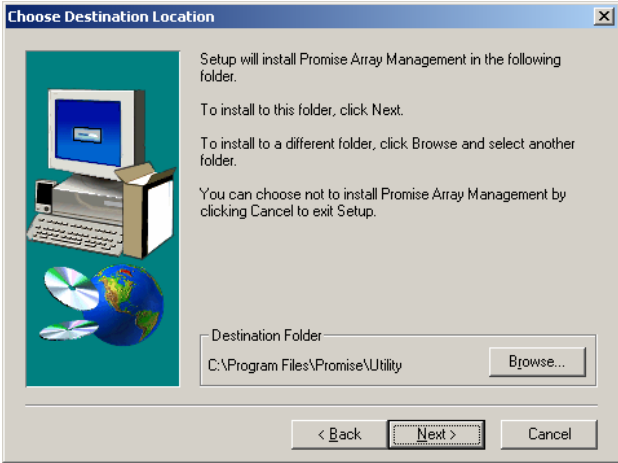 Choose Destination Location
Setup will install Promise Array Management in the following
folder.
To install to this folder, click Next.
To install to a different folder, click Browse and select another
folder.
You can choose not to install Promise Array Management by
clicking Cancel to exit Setup.
Destination Folder
C:\Program Files\Promise\Utility
Browse...
< Back
Next >
Cancel